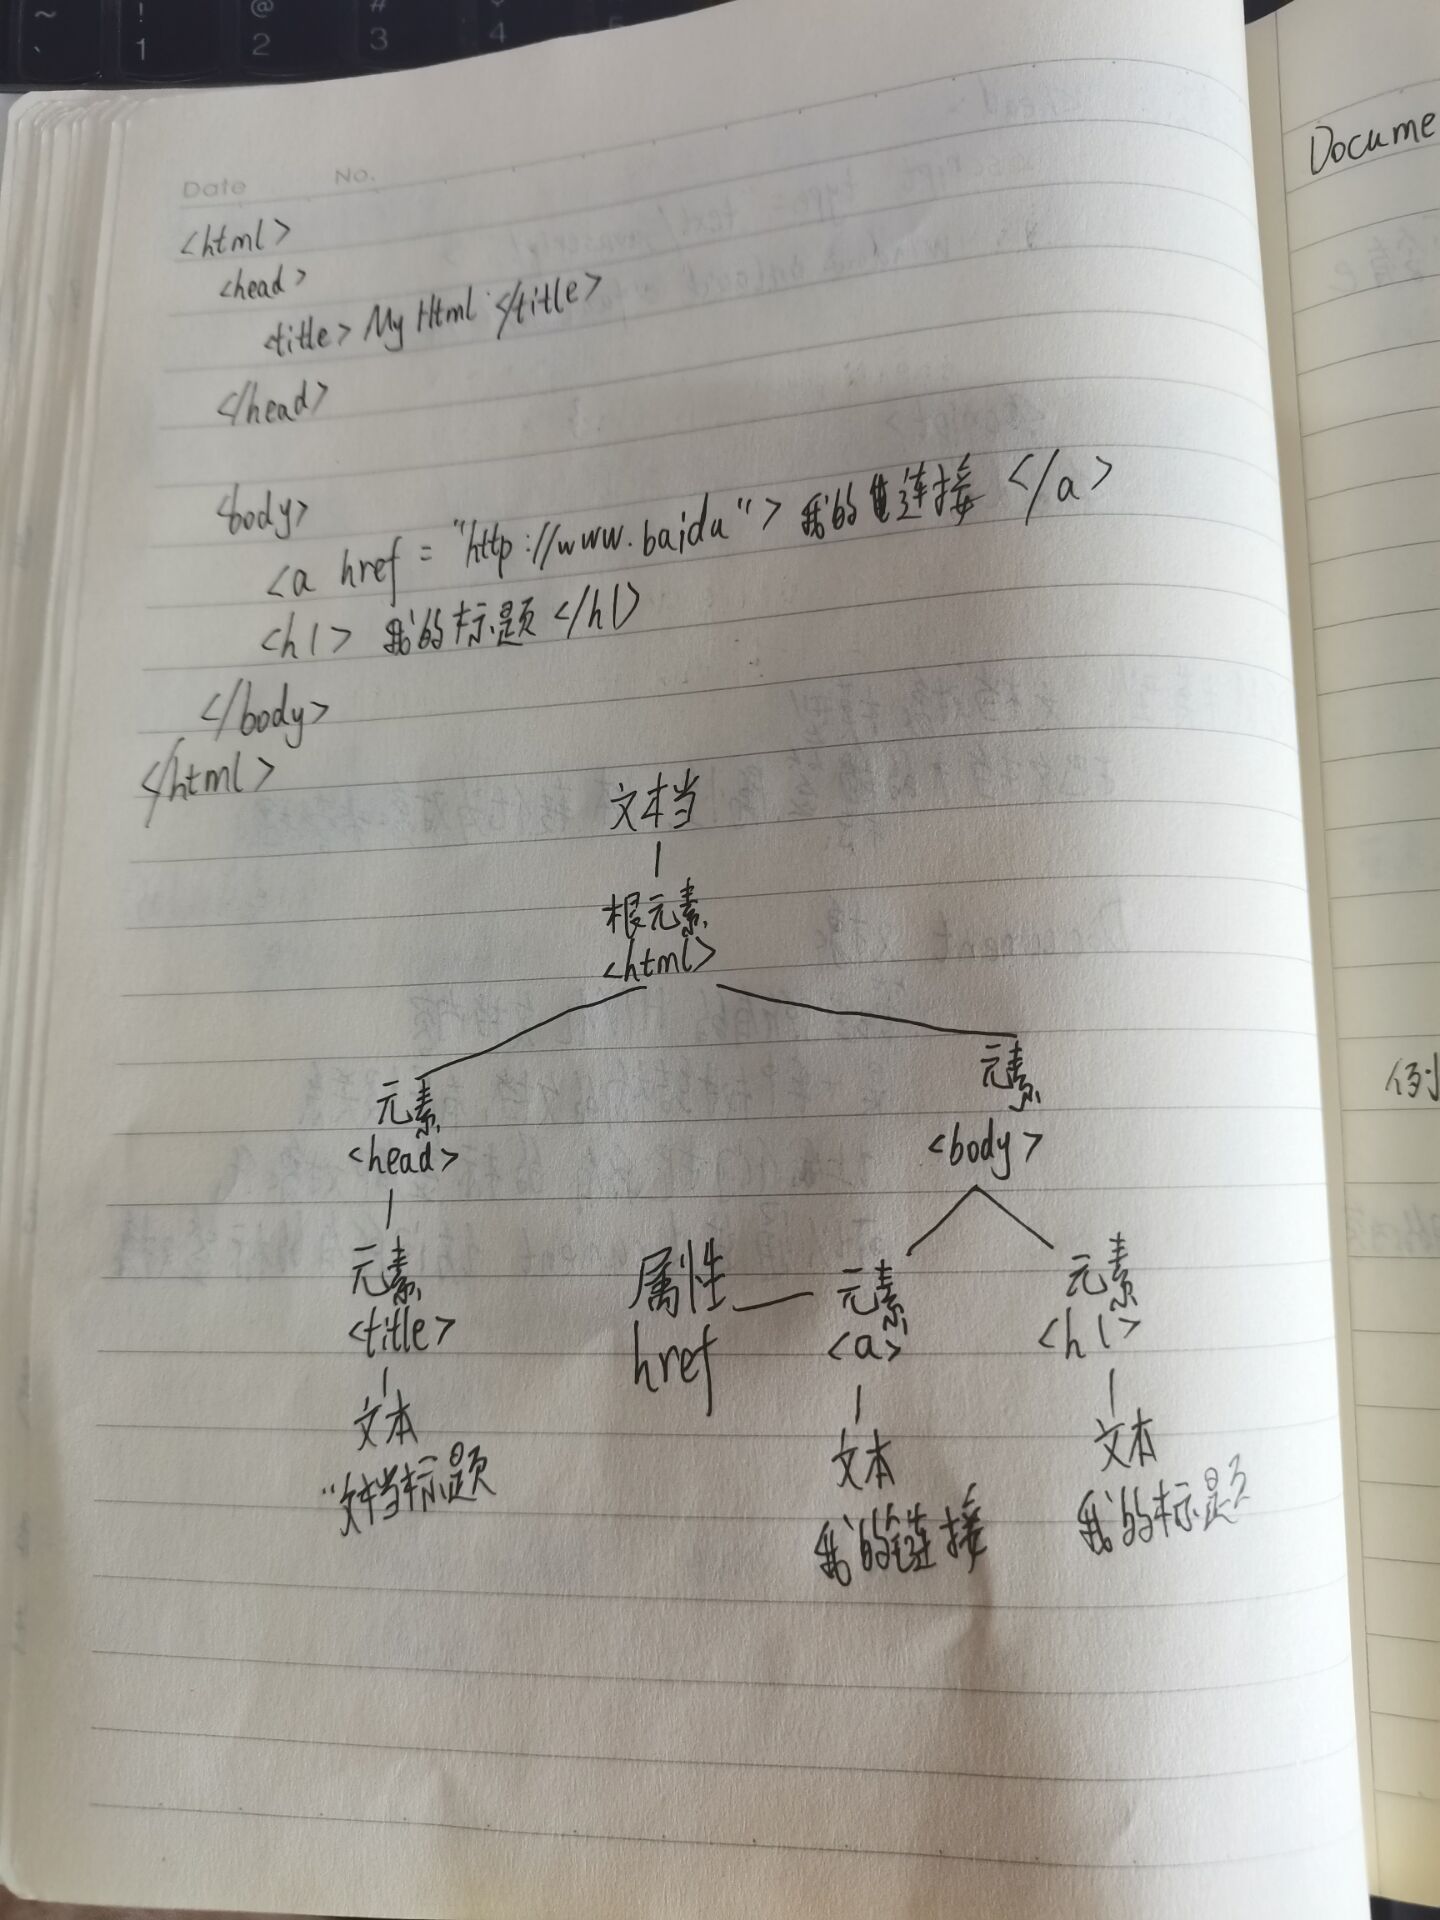 ~ ! @ #
` 1 2 3 4
Date No.
<html>
<head>
<title> My Html </title>
</head>
<body>
<a href = "http://www.baidu"> 我的连接 </a>
<h1> 我的标题 </h1>
</body>
</html>
文本当
根元素
<html>
元素 元素
<head> <body>
元素 属性 元素 元素
<title> href <a> <h1>
文本 文本 文本
"文档标题 我的链接 我的标题
Docume
例